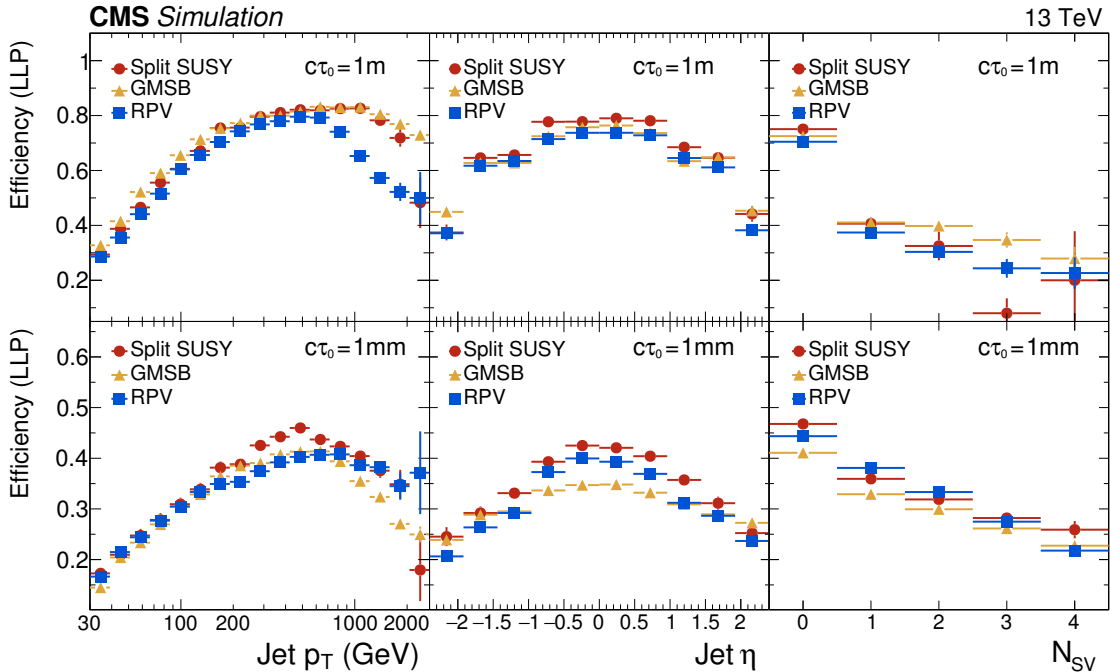 CMS Simulation 13 TeV
Efficiency (LLP)
1
0.8
0.6
0.4
0.2
Split SUSY
GMSB
RPV
cτ₀ = 1m
Split SUSY
GMSB
RPV
cτ₀ = 1m
Split SUSY
GMSB
RPV
cτ₀ = 1m
Efficiency (LLP)
0.6
0.5
0.4
0.3
0.2
Split SUSY
GMSB
RPV
cτ₀ = 1mm
Split SUSY
GMSB
RPV
cτ₀ = 1mm
Split SUSY
GMSB
RPV
cτ₀ = 1mm
30 100 200 1000 2000
Jet p_T (GeV)
−2 −1.5 −1 −0.5 0 0.5 1 1.5 2
Jet η
0 1 2 3 4
N_SV